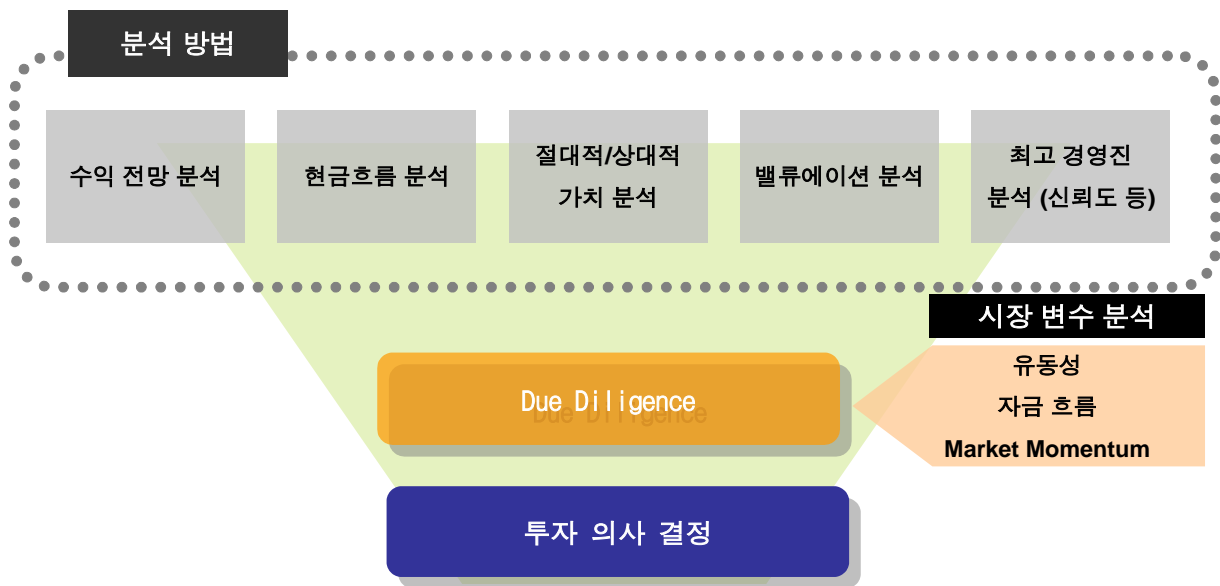 분석 방법
수익 전망 분석
현금흐름 분석
절대적/상대적
가치 분석
밸류에이션 분석
최고 경영진
분석 (신뢰도 등)
시장 변수 분석
유동성
자금 흐름
Market Momentum
Due Diligence
투자 의사 결정